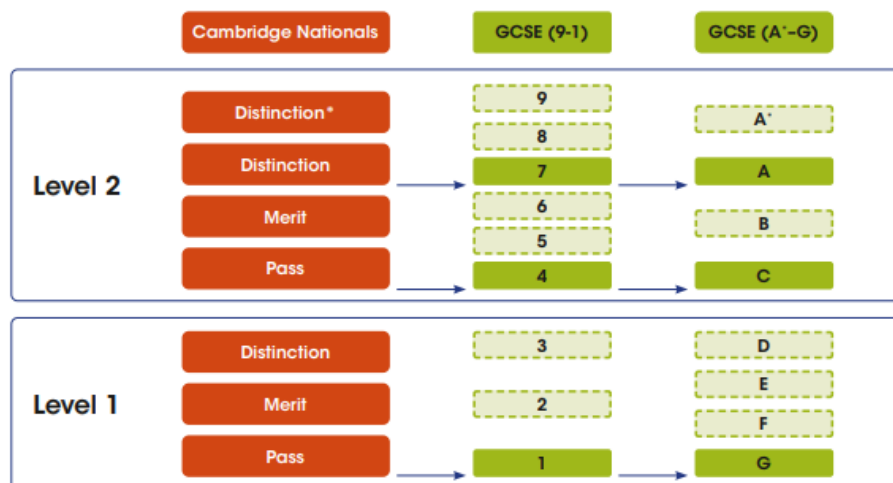 Cambridge Nationals GCSE (9-1) GCSE (A*-G)
Level 2
Distinction*
Distinction
Merit
Pass
9
8
7
6
5
4
A*
A
B
C
Level 1
Distinction
Merit
Pass
3
2
1
D
E
F
G